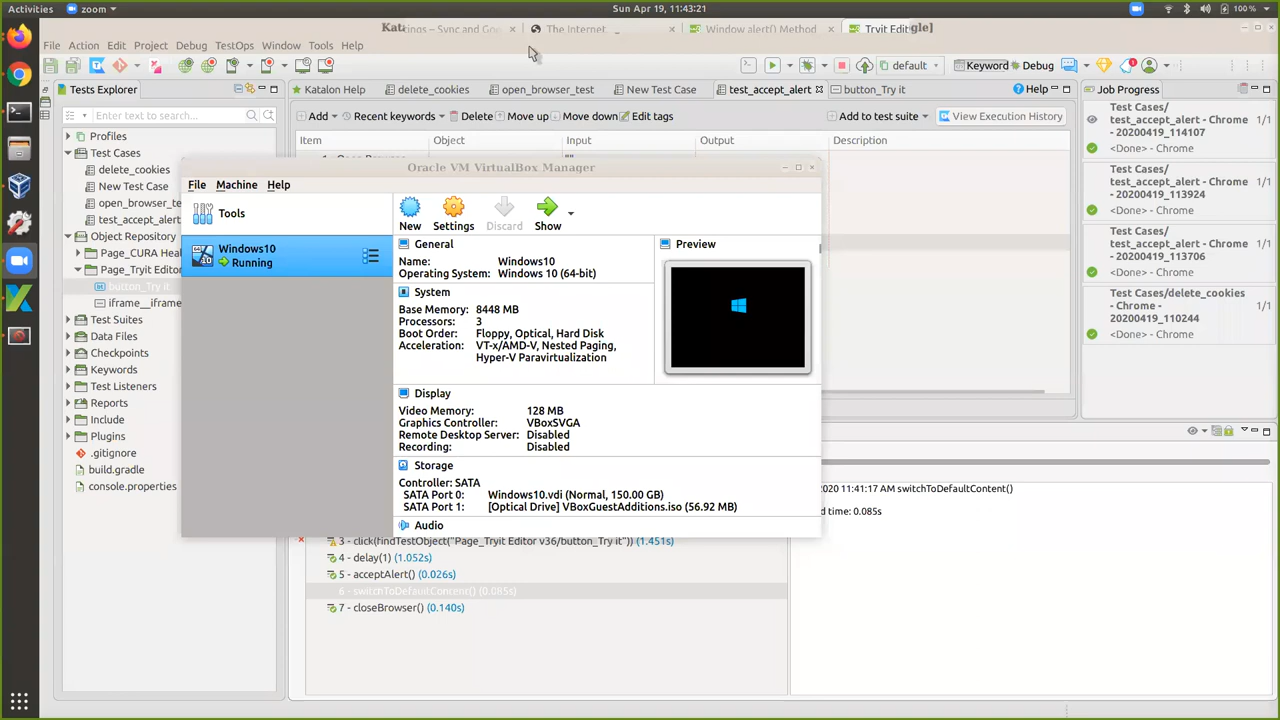 Activities
zoom
Sun Apr 19, 11:43:21
100 %
Kat
cinos – Sync and Goo
The Internet
Window alert() Method
Tryit Edit
gle]
File Action Edit Project Debug TestOps Window Tools Help
default
Keyword Debug
Tests Explorer
Katalon Help
delete_cookies
open_browser_test
New Test Case
test_accept_alert
button_Try it
Help
Job Progress
Enter text to search...
Add Recent keywords Delete Move up Move down Edit tags
Add to test suite
View Execution History
Item Object Input Output Description
Profiles
Test Cases
delete_cookies
New Test Case
open_browser_te
test_accept_alert
Object Repository
Page_CURA Heal
Page_Tryit Editor
button_Try it
iframe__iframe
Test Suites
Data Files
Checkpoints
Keywords
Test Listeners
Reports
Include
Plugins
.gitignore
build.gradle
console.properties
Test Cases/
test_accept_alert - Chrome
- 20200419_114107
1/1
<Done> - Chrome
Test Cases/
test_accept_alert - Chrome
- 20200419_113924
1/1
<Done> - Chrome
Test Cases/
test_accept_alert - Chrome
- 20200419_113706
1/1
<Done> - Chrome
Test Cases/delete_cookies
- Chrome -
20200419_110244
1/1
<Done> - Chrome
Oracle VM VirtualBox Manager
File Machine Help
Tools
New Settings Discard Show
Windows10
Running
General
Name: Windows10
Operating System: Windows 10 (64-bit)
Preview
System
Base Memory: 8448 MB
Processors: 3
Boot Order: Floppy, Optical, Hard Disk
Acceleration: VT-x/AMD-V, Nested Paging,
Hyper-V Paravirtualization
Display
Video Memory: 128 MB
Graphics Controller: VBoxSVGA
Remote Desktop Server: Disabled
Recording: Disabled
Storage
Controller: SATA
SATA Port 0: Windows10.vdi (Normal, 150.00 GB)
SATA Port 1: [Optical Drive] VBoxGuestAdditions.iso (56.92 MB)
Audio
3 - click(findTestObject("Page_Tryit Editor v36/button_Try it")) (1.451s)
4 - delay(1) (1.052s)
5 - acceptAlert() (0.026s)
6 - switchToDefaultContent() (0.085s)
7 - closeBrowser() (0.140s)
2020 11:41:17 AM switchToDefaultContent()
d time: 0.085s